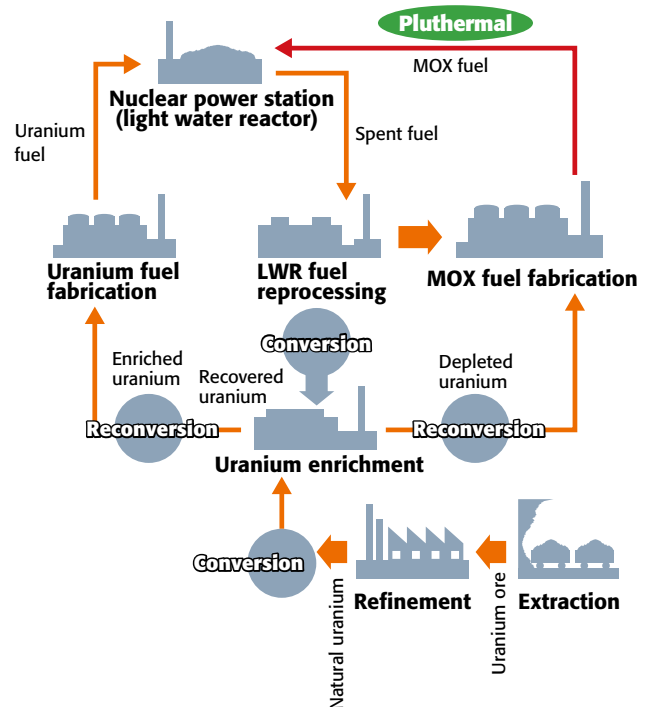 Pluthermal
MOX fuel
Nuclear power station
(light water reactor)
Uranium
fuel
Spent fuel
Uranium fuel
fabrication
LWR fuel
reprocessing
MOX fuel fabrication
Conversion
Enriched
uranium
Recovered
uranium
Depleted
uranium
Reconversion
Reconversion
Uranium enrichment
Conversion
Natural uranium
Refinement
Uranium ore
Extraction